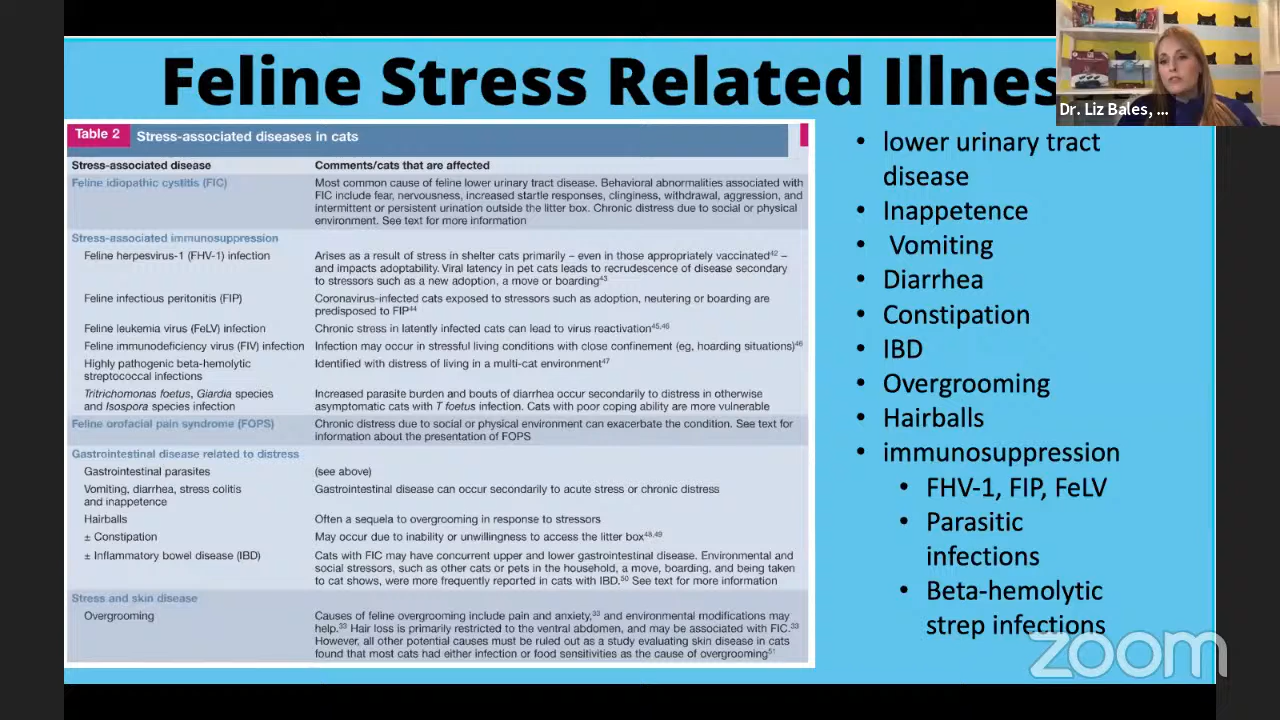 Feline Stress Related Illnes
Dr. Liz Bales, ...
Table 2
Stress-associated diseases in cats
Stress-associated disease
Comments/cats that are affected
Feline idiopathic cystitis (FIC)
Most common cause of feline lower urinary tract disease. Behavioral abnormalities associated with
FIC include fear, nervousness, increased startle responses, clinginess, withdrawal, aggression, and
intermittent or persistent urination outside the litter box. Chronic distress due to social or physical
environment. See text for more information
Stress-associated immunosuppression
Feline herpesvirus-1 (FHV-1) infection
Arises as a result of stress in shelter cats primarily – even in those appropriately vaccinated42 –
and impacts adoptability. Viral latency in pet cats leads to recrudescence of disease secondary
to stressors such as a new adoption, a move or boarding43
Feline infectious peritonitis (FIP)
Coronavirus-infected cats exposed to stressors such as adoption, neutering or boarding are
predisposed to FIP44
Feline leukemia virus (FeLV) infection
Chronic stress in latently infected cats can lead to virus reactivation45,46
Feline immunodeficiency virus (FIV) infection
Infection may occur in stressful living conditions with close confinement (eg, hoarding situations)46
Highly pathogenic beta-hemolytic
streptococcal infections
Identified with distress of living in a multi-cat environment47
Tritrichomonas foetus, Giardia species
and Isospora species infection
Increased parasite burden and bouts of diarrhea occur secondarily to distress in otherwise
asymptomatic cats with T foetus infection. Cats with poor coping ability are more vulnerable
Feline orofacial pain syndrome (FOPS)
Chronic distress due to social or physical environment can exacerbate the condition. See text for
information about the presentation of FOPS
Gastrointestinal disease related to distress
Gastrointestinal parasites
(see above)
Vomiting, diarrhea, stress colitis
and inappetence
Gastrointestinal disease can occur secondarily to acute stress or chronic distress
Hairballs
Often a sequela to overgrooming in response to stressors
± Constipation
May occur due to inability or unwillingness to access the litter box48,49
± Inflammatory bowel disease (IBD)
Cats with FIC may have concurrent upper and lower gastrointestinal disease. Environmental and
social stressors, such as other cats or pets in the household, a move, boarding, and being taken
to cat shows, were more frequently reported in cats with IBD.50 See text for more information
Stress and skin disease
Overgrooming
Causes of feline overgrooming include pain and anxiety,33 and environmental modifications may
help.33 Hair loss is primarily restricted to the ventral abdomen, and may be associated with FIC.33
However, all other potential causes must be ruled out as a study evaluating skin disease in cats
found that most cats had either infection or food sensitivities as the cause of overgrooming51
• lower urinary tract
disease
• Inappetence
• Vomiting
• Diarrhea
• Constipation
• IBD
• Overgrooming
• Hairballs
• immunosuppression
• FHV-1, FIP, FeLV
• Parasitic
infections
• Beta-hemolytic
strep infections
zoom